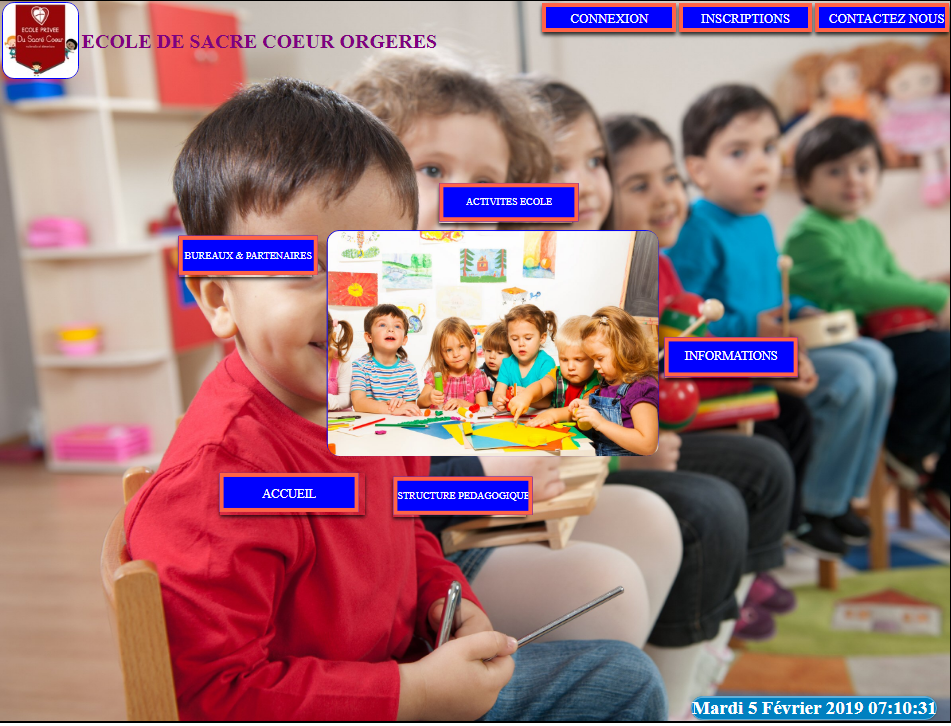 CONNEXION
INSCRIPTIONS
CONTACTEZ NOUS
ECOLE PRIVEE
Du Sacré Coeur
ECOLE DE SACRE COEUR ORGERES
ACTIVITES ECOLE
BUREAUX & PARTENAIRES
INFORMATIONS
ACCUEIL
STRUCTURE PEDAGOGIQUE
Mardi 5 Février 2019 07:10:31